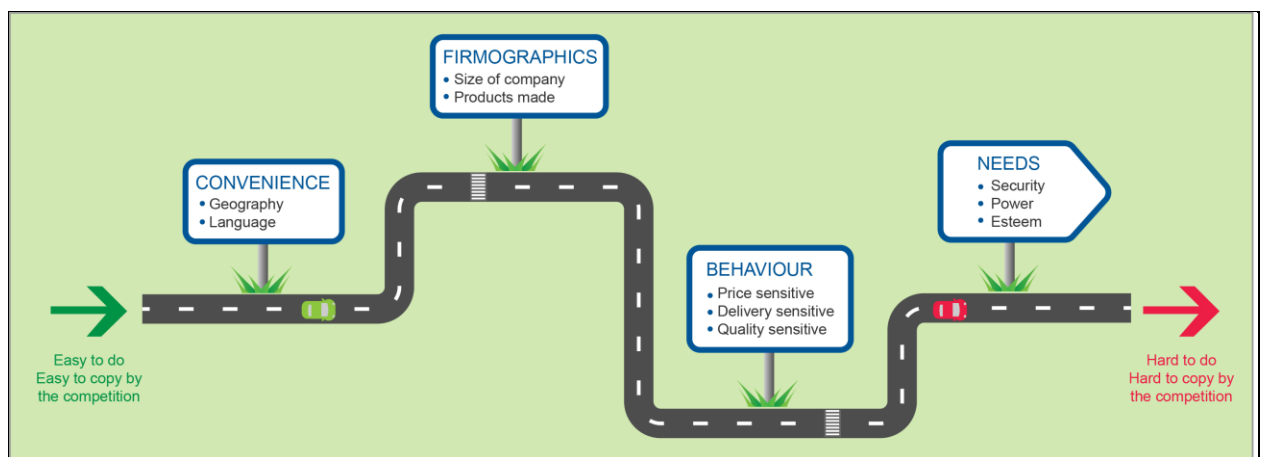 FIRMOGRAPHICS
• Size of company
• Products made
CONVENIENCE
• Geography
• Language
NEEDS
• Security
• Power
• Esteem
BEHAVIOUR
• Price sensitive
• Delivery sensitive
• Quality sensitive
Easy to do
Easy to copy by
the competition
Hard to do
Hard to copy by
the competition